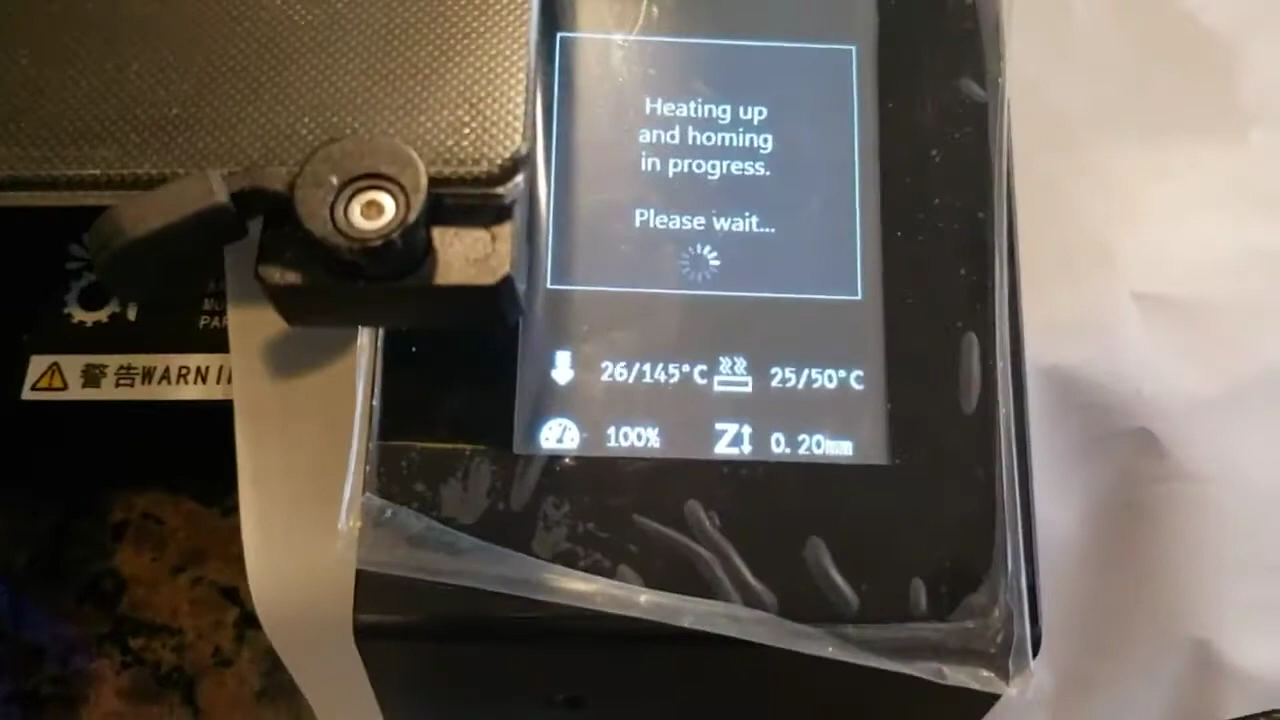 Heating up
and homing
in progress.
Please wait...
26/145°C 25/50°C
100% Z 0.20mm
警告WARNI
PAR